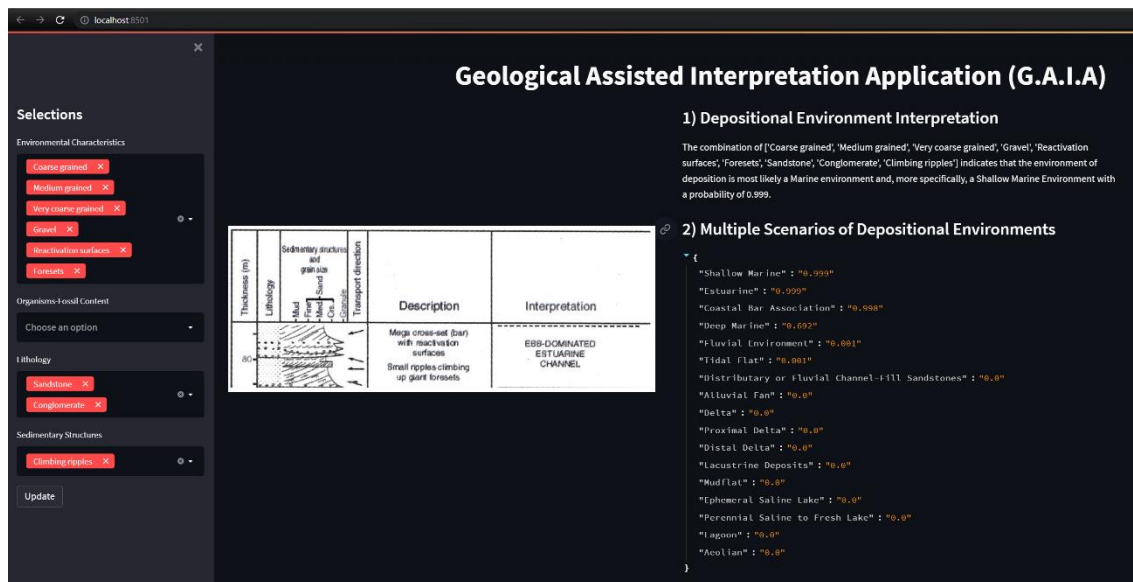 localhost:8501
Geological Assisted Interpretation Application (G.A.I.A)
Selections
Environmental Characteristics
Coarse grained ×
Medium grained ×
Very coarse grained ×
Gravel ×
Reactivation surfaces ×
Foresets ×
Organisms-Fossil Content
Choose an option
Lithology
Sandstone ×
Conglomerate ×
Sedimentary Structures
Climbing ripples ×
Update
Thickness (m)
Lithology
Sedimentary structures
and
grain size
Mud
Fine
Med.
Crs.
Sand
Granule
Transport direction
Description
Interpretation
80
Mega cross-set (bar)
with reactivation
surfaces
Small ripples climbing
up giant foresets
EBB-DOMINATED
ESTUARINE
CHANNEL
1) Depositional Environment Interpretation
The combination of ['Coarse grained', 'Medium grained', 'Very coarse grained', 'Gravel', 'Reactivation
surfaces', 'Foresets', 'Sandstone', 'Conglomerate', 'Climbing ripples'] indicates that the environment of
deposition is most likely a Marine environment and, more specifically, a Shallow Marine Environment with
a probability of 0.999.
2) Multiple Scenarios of Depositional Environments
{
"Shallow Marine" : "0.999"
"Estuarine" : "0.999"
"Coastal Bar Association" : "0.998"
"Deep Marine" : "0.692"
"Fluvial Environment" : "0.001"
"Tidal Flat" : "0.001"
"Distributary or Fluvial Channel-Fill Sandstones" : "0.0"
"Alluvial Fan" : "0.0"
"Delta" : "0.0"
"Proximal Delta" : "0.0"
"Distal Delta" : "0.0"
"Lacustrine Deposits" : "0.0"
"Mudflat" : "0.0"
"Ephemeral Saline Lake" : "0.0"
"Perennial Saline to Fresh Lake" : "0.0"
"Lagoon" : "0.0"
"Aeolian" : "0.0"
}